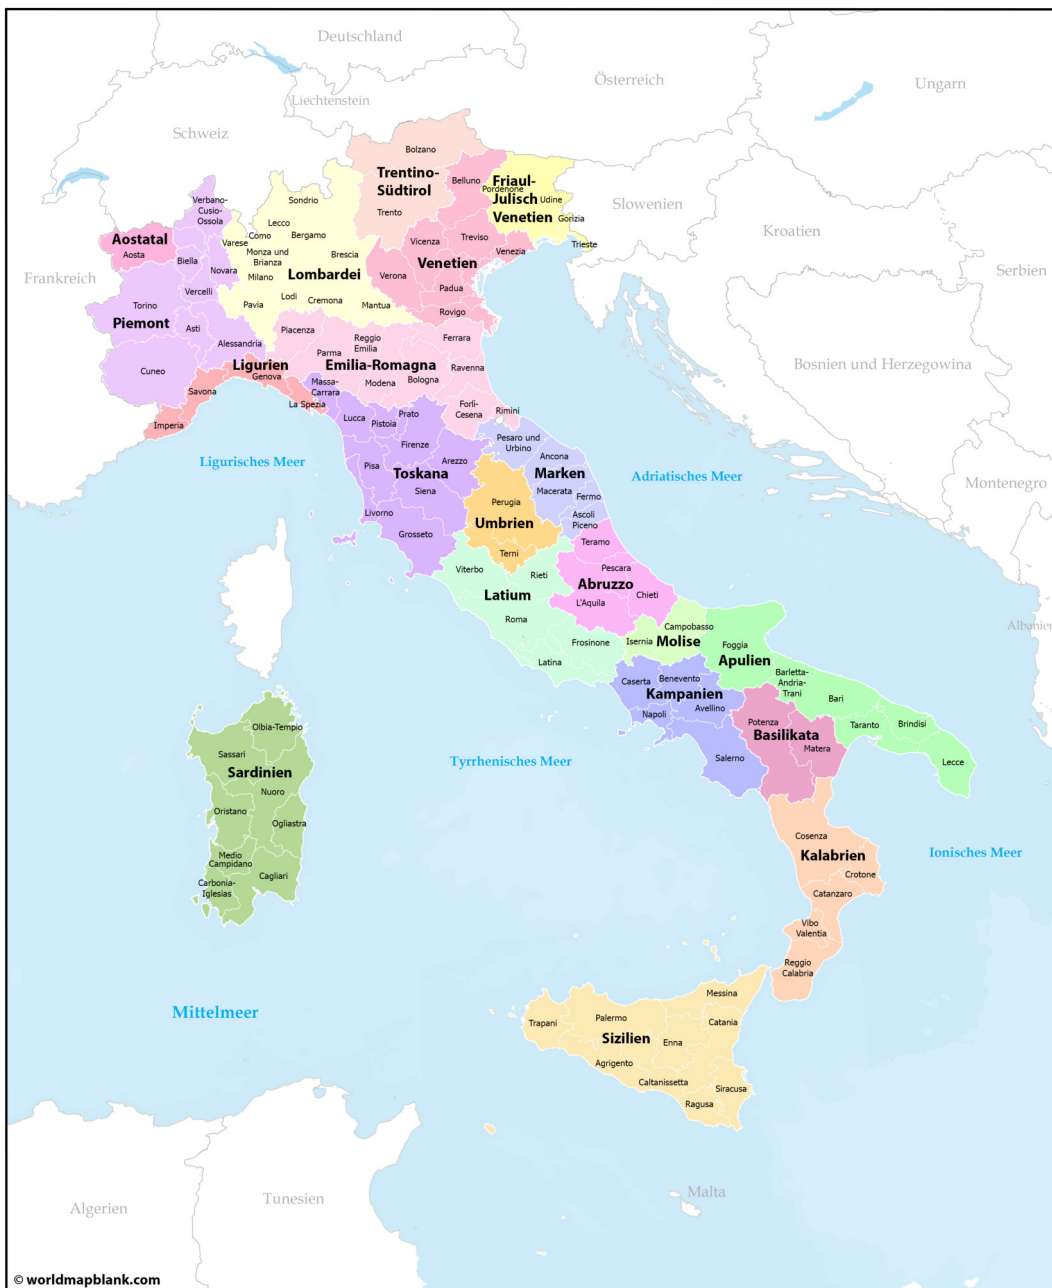 Deutschland
Österreich
Ungarn
Liechtenstein
Schweiz
Slowenien
Kroatien
Serbien
Frankreich
Bosnien und Herzegowina
Montenegro
Albanien
Bolzano
Trentino-
Südtirol
Trento
Belluno
Friaul-
Pordenone
Julisch
Venetien
Udine
Gorizia
Trieste
Verbano-
Cusio-
Ossola
Sondrio
Lecco
Como
Bergamo
Varese
Monza und
Brianza
Brescia
Milano
Lombardei
Lodi
Cremona
Mantua
Pavia
Aostatal
Aosta
Biella
Novara
Vercelli
Torino
Piemont
Asti
Alessandria
Cuneo
Vicenza
Treviso
Venezia
Venetien
Verona
Padua
Rovigo
Ligurien
Genova
Savona
Imperia
La Spezia
Piacenza
Parma
Reggio
Emilia
Ferrara
Emilia-Romagna
Modena
Bologna
Ravenna
Forlì-
Cesena
Rimini
Massa-
Carrara
Lucca
Prato
Pistoia
Firenze
Pisa
Arezzo
Toskana
Siena
Livorno
Grosseto
Pesaro und
Urbino
Ancona
Marken
Macerata
Fermo
Ascoli
Piceno
Perugia
Umbrien
Terni
Ligurisches Meer
Adriatisches Meer
Teramo
Pescara
Abruzzo
Chieti
L'Aquila
Viterbo
Rieti
Latium
Roma
Frosinone
Latina
Campobasso
Isernia
Molise
Foggia
Apulien
Barletta-
Andria-
Trani
Bari
Taranto
Brindisi
Lecce
Caserta
Benevento
Kampanien
Napoli
Avellino
Salerno
Potenza
Basilikata
Matera
Olbia-Tempio
Sassari
Sardinien
Nuoro
Oristano
Ogliastra
Medio
Campidano
Carbonia-
Iglesias
Cagliari
Tyrrhenisches Meer
Cosenza
Kalabrien
Crotone
Catanzaro
Vibo
Valentia
Reggio
Calabria
Ionisches Meer
Mittelmeer
Messina
Palermo
Trapani
Catania
Sizilien
Enna
Agrigento
Caltanissetta
Siracusa
Ragusa
Algerien
Tunesien
Malta
© worldmapblank.com